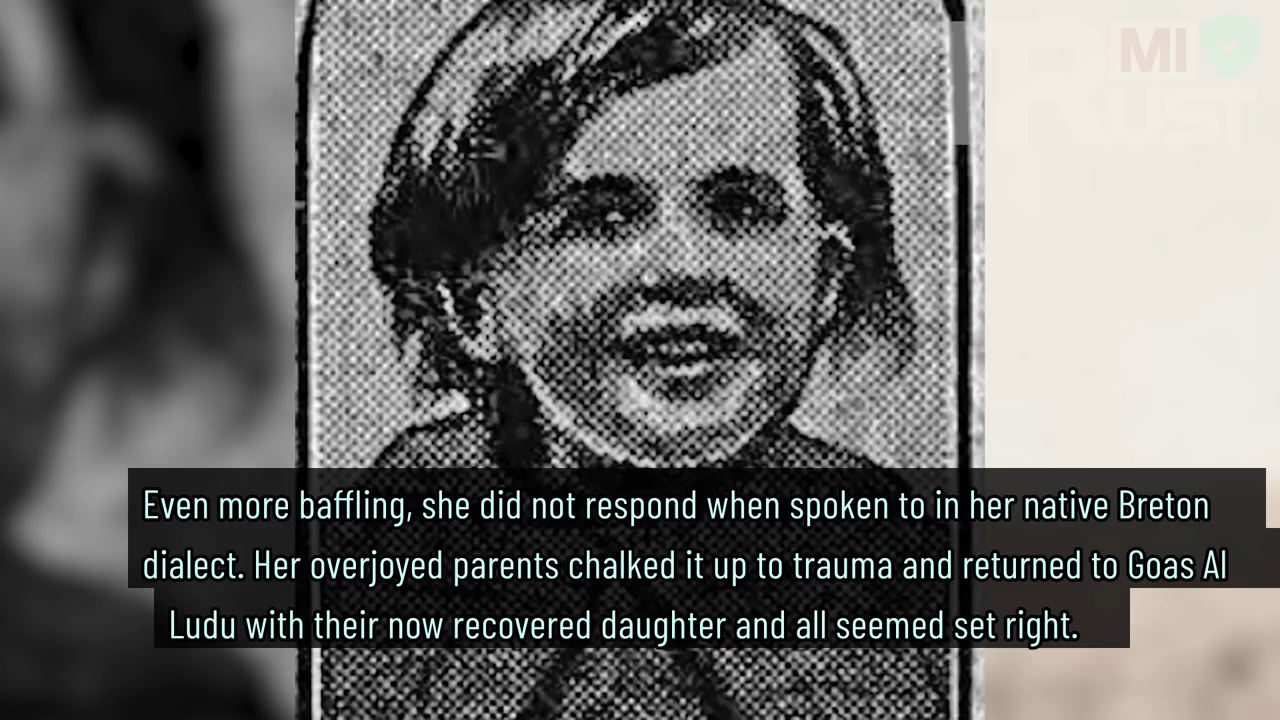 MI
TRUST
Even more baffling, she did not respond when spoken to in her native Breton
dialect. Her overjoyed parents chalked it up to trauma and returned to Goas Al
Ludu with their now recovered daughter and all seemed set right.